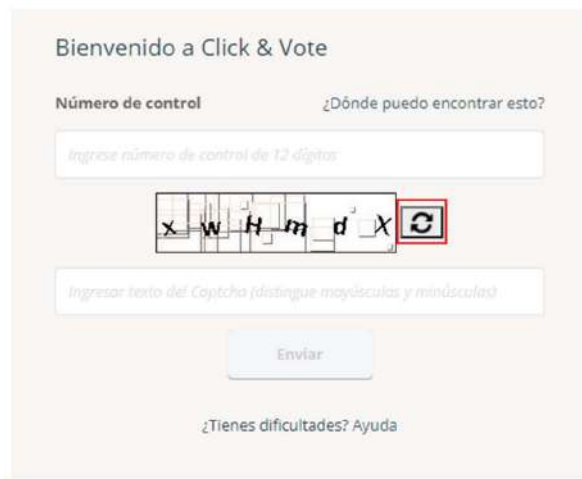 Bienvenido a Click & Vote
Número de control ¿Dónde puedo encontrar esto?
Ingrese número de control de 12 dígitos
x w H m d X
Ingresar texto del Captcha (distingue mayúsculas y minúsculas)
Enviar
¿Tienes dificultades? Ayuda